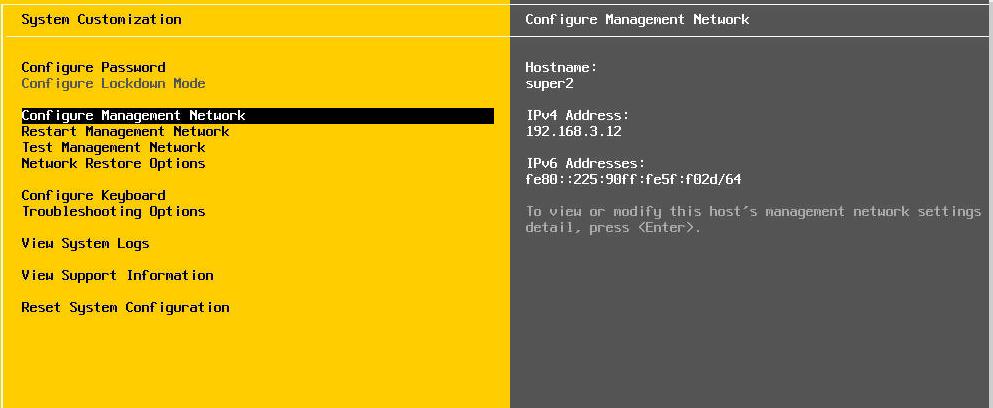 System Customization
Configure Password
Configure Lockdown Mode
Configure Management Network
Restart Management Network
Test Management Network
Network Restore Options
Configure Keyboard
Troubleshooting Options
View System Logs
View Support Information
Reset System Configuration
Configure Management Network
Hostname:
super2
IPv4 Address:
192.168.3.12
IPv6 Addresses:
fe80::225:90ff:fe5f:f02d/64
To view or modify this host's management network settings
detail, press <Enter>.